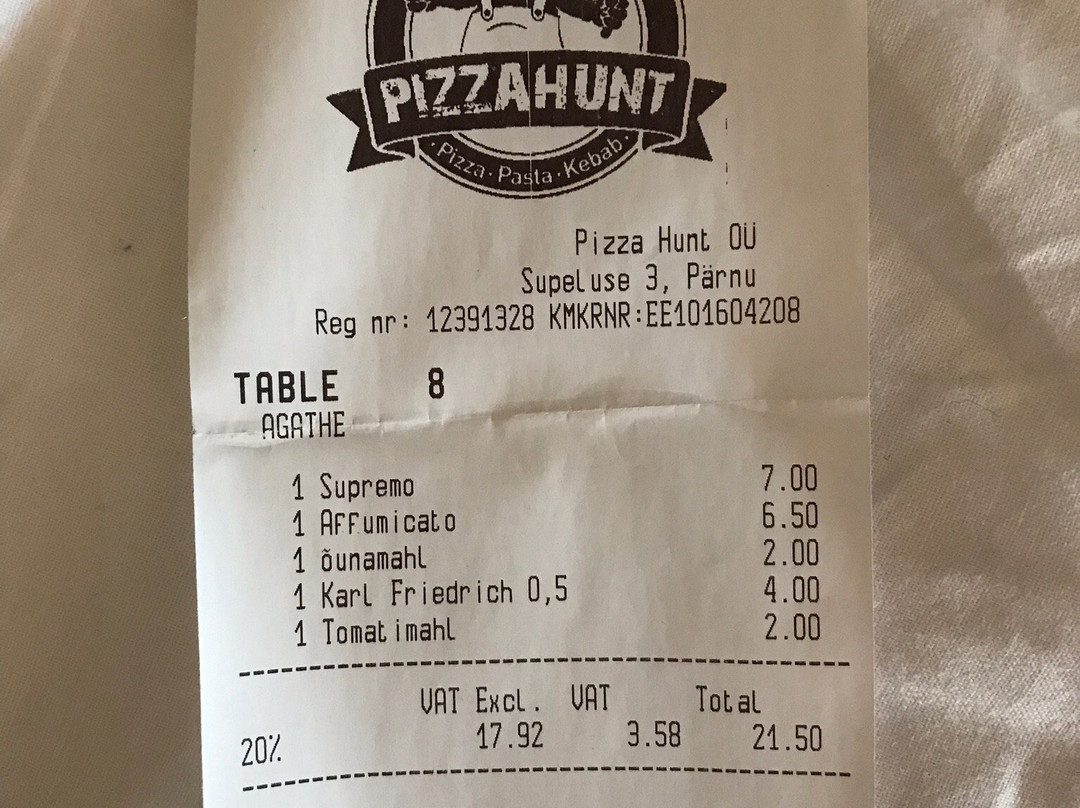 PIZZAHUNT
· Pizza · Pasta · Kebab ·
Pizza Hunt OÜ
Supeluse 3, Pärnu
Reg nr: 12391328 KMKRNR:EE101604208
TABLE 8
AGATHE
1 Supremo 7.00
1 Affumicato 6.50
1 õunamahl 2.00
1 Karl Friedrich 0,5 4.00
1 Tomatimahl 2.00
VAT Excl. VAT Total
20% 17.92 3.58 21.50